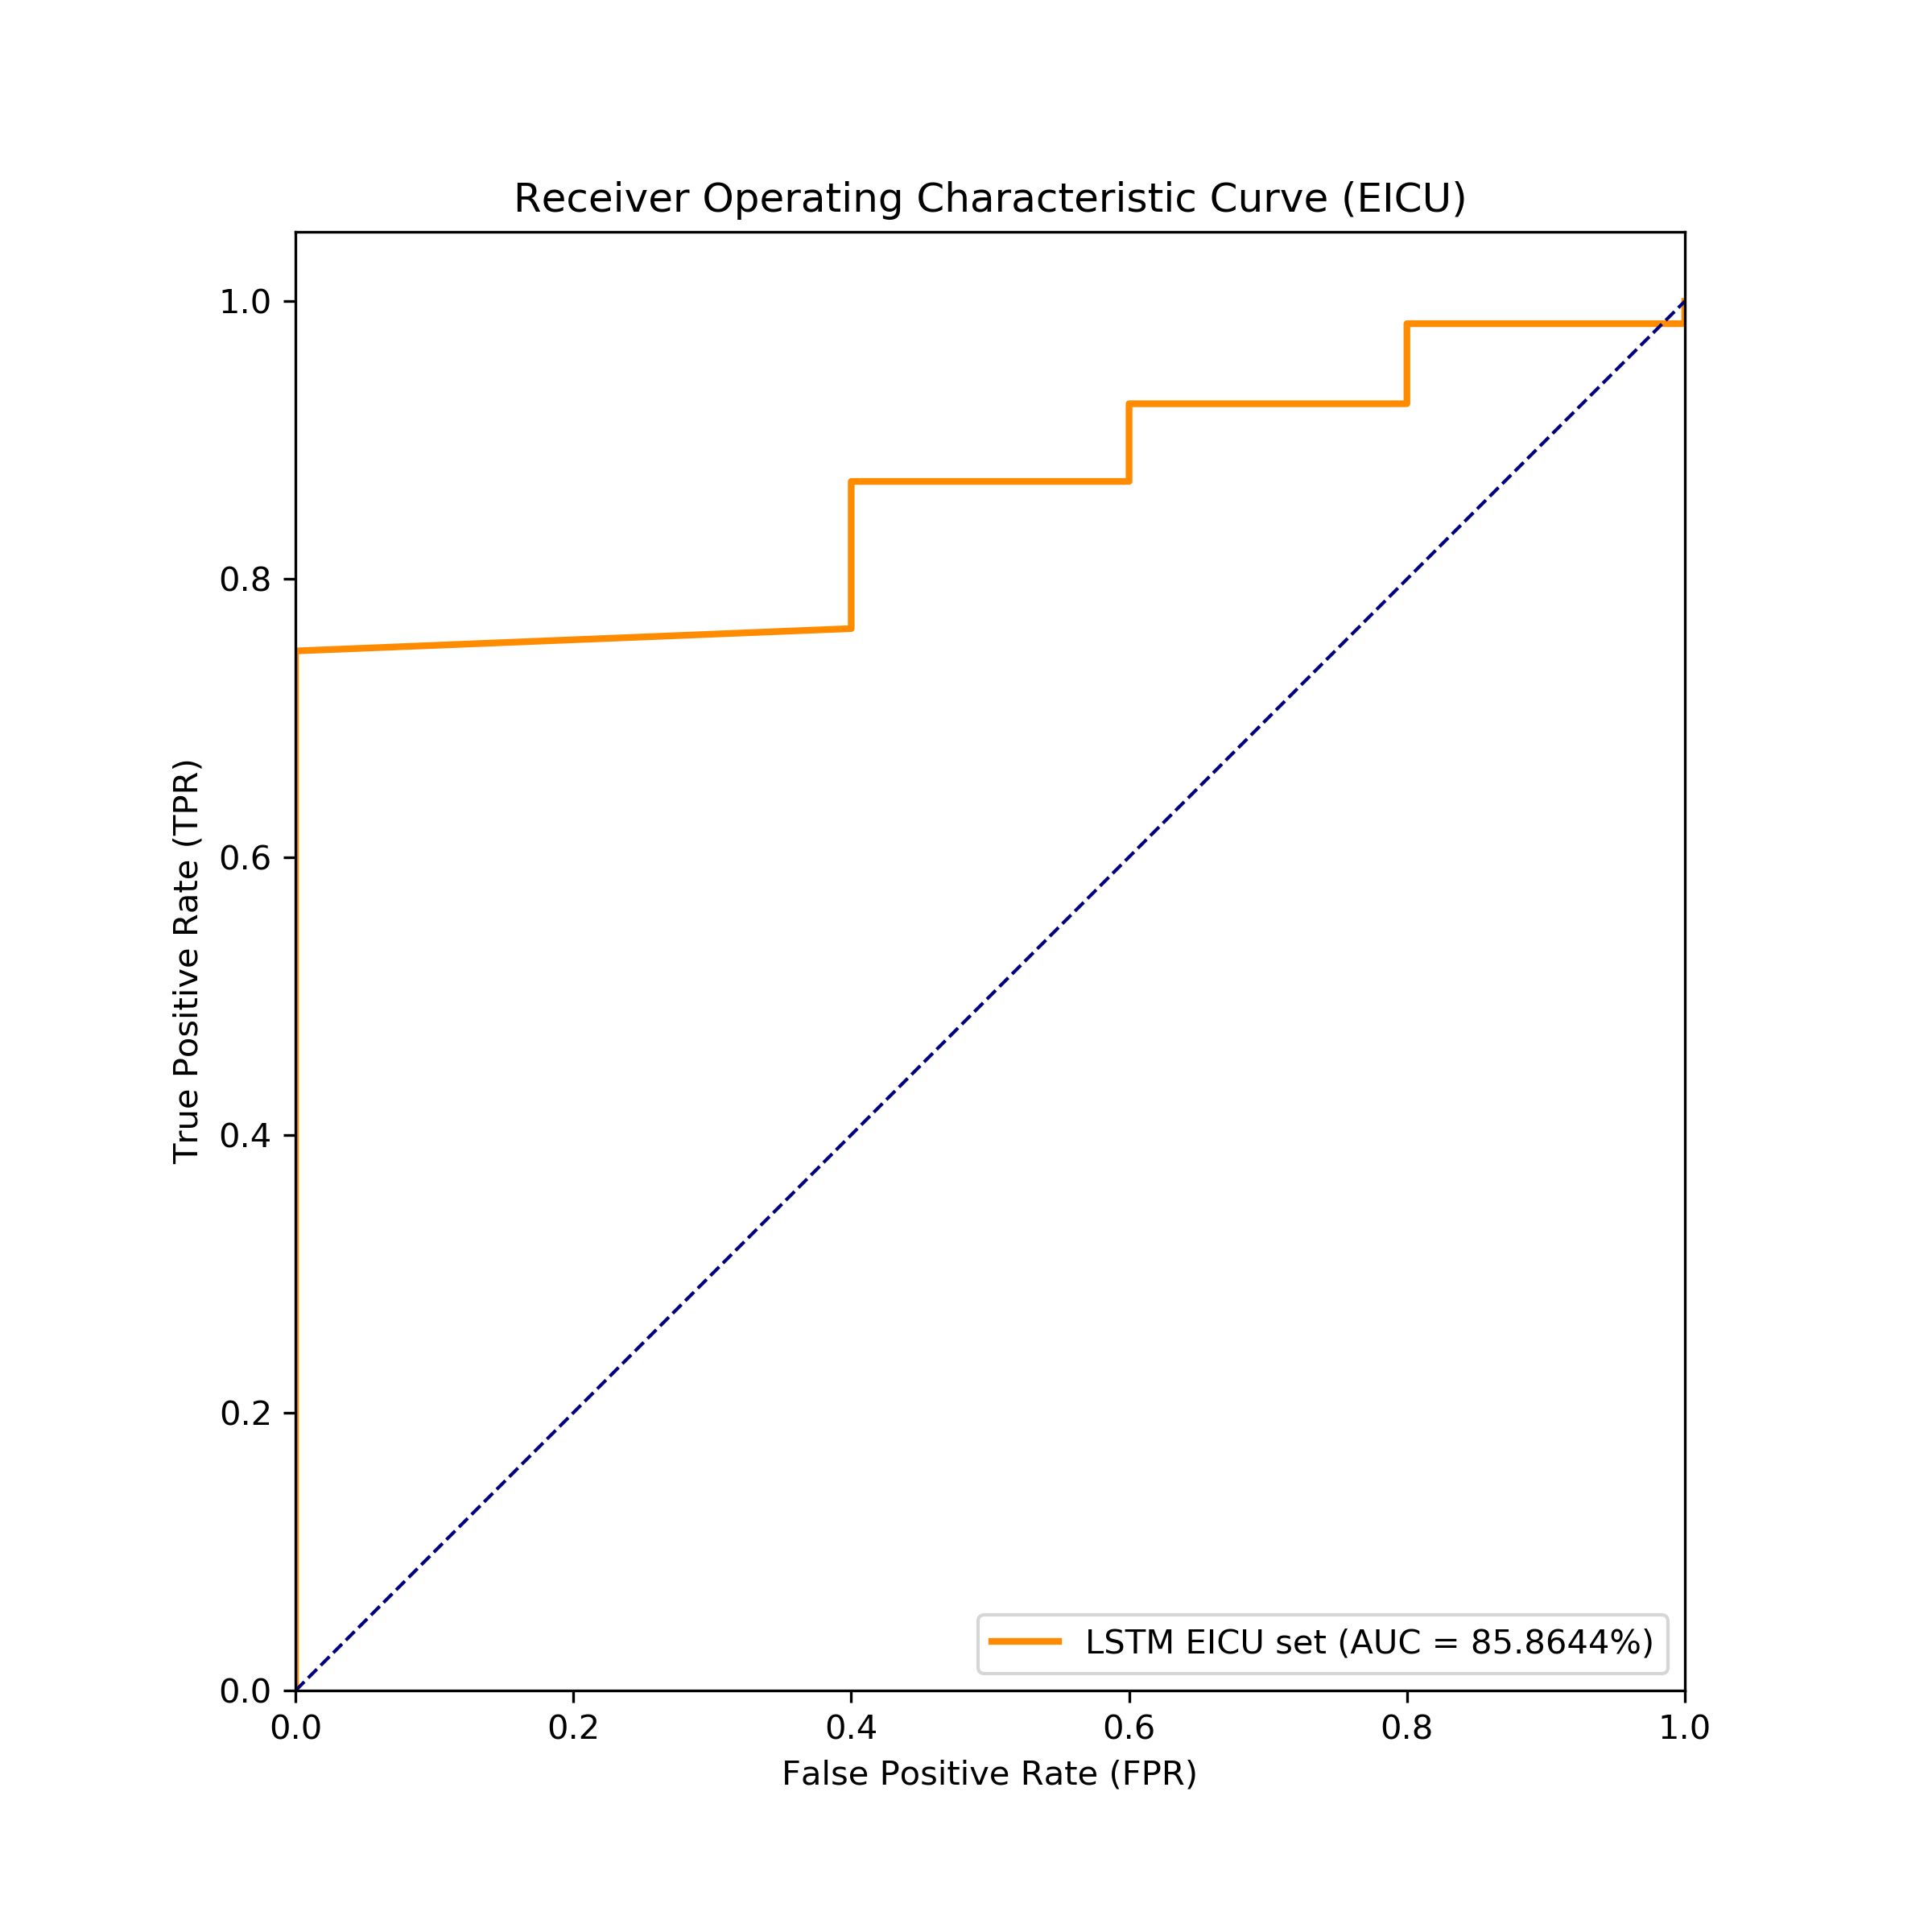 Receiver Operating Characteristic Curve (EICU)
True Positive Rate (TPR)
1.0
0.8
0.6
0.4
0.2
0.0
LSTM EICU set (AUC = 85.8644%)
0.0 0.2 0.4 0.6 0.8 1.0
False Positive Rate (FPR)